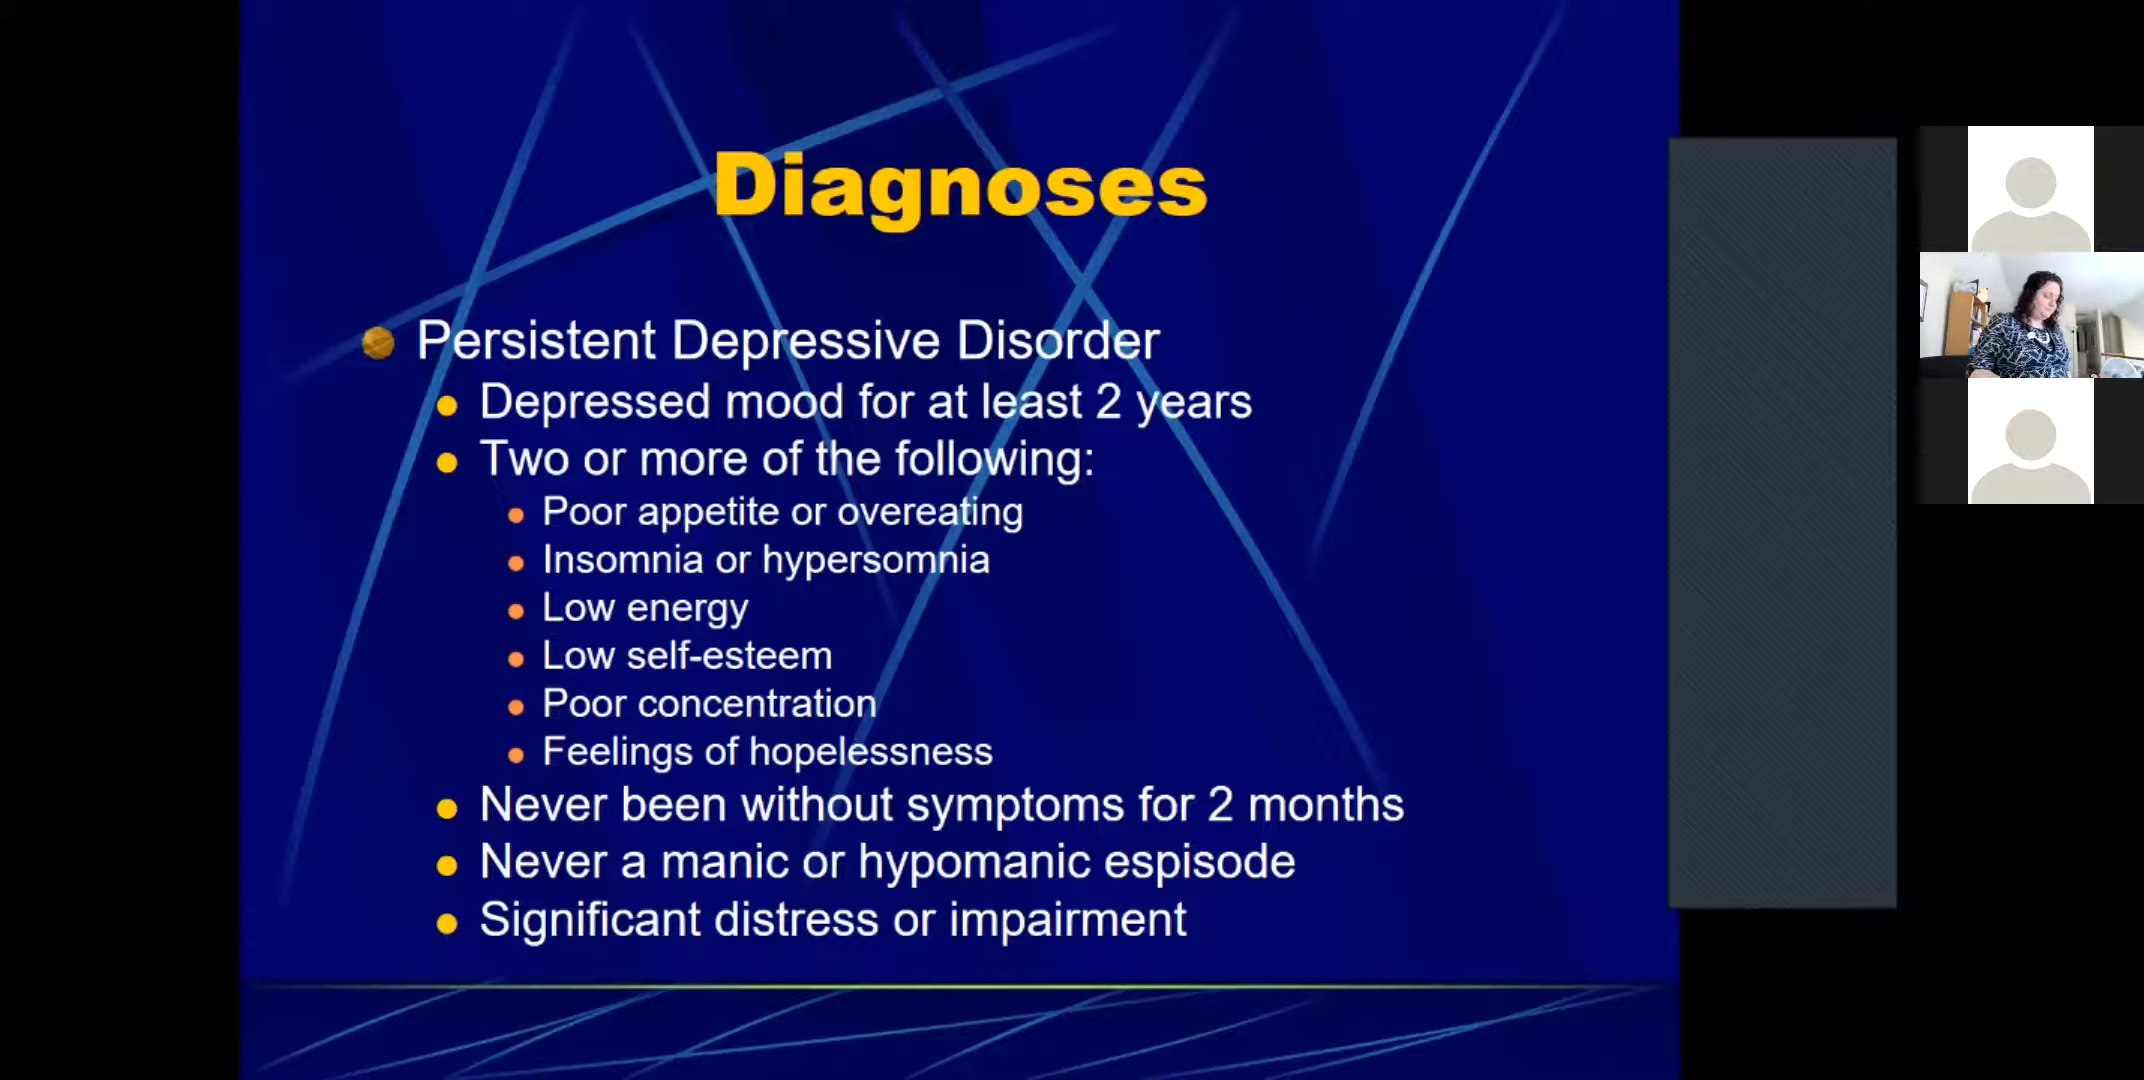 Diagnoses
Persistent Depressive Disorder
Depressed mood for at least 2 years
Two or more of the following:
Poor appetite or overeating
Insomnia or hypersomnia
Low energy
Low self-esteem
Poor concentration
Feelings of hopelessness
Never been without symptoms for 2 months
Never a manic or hypomanic espisode
Significant distress or impairment